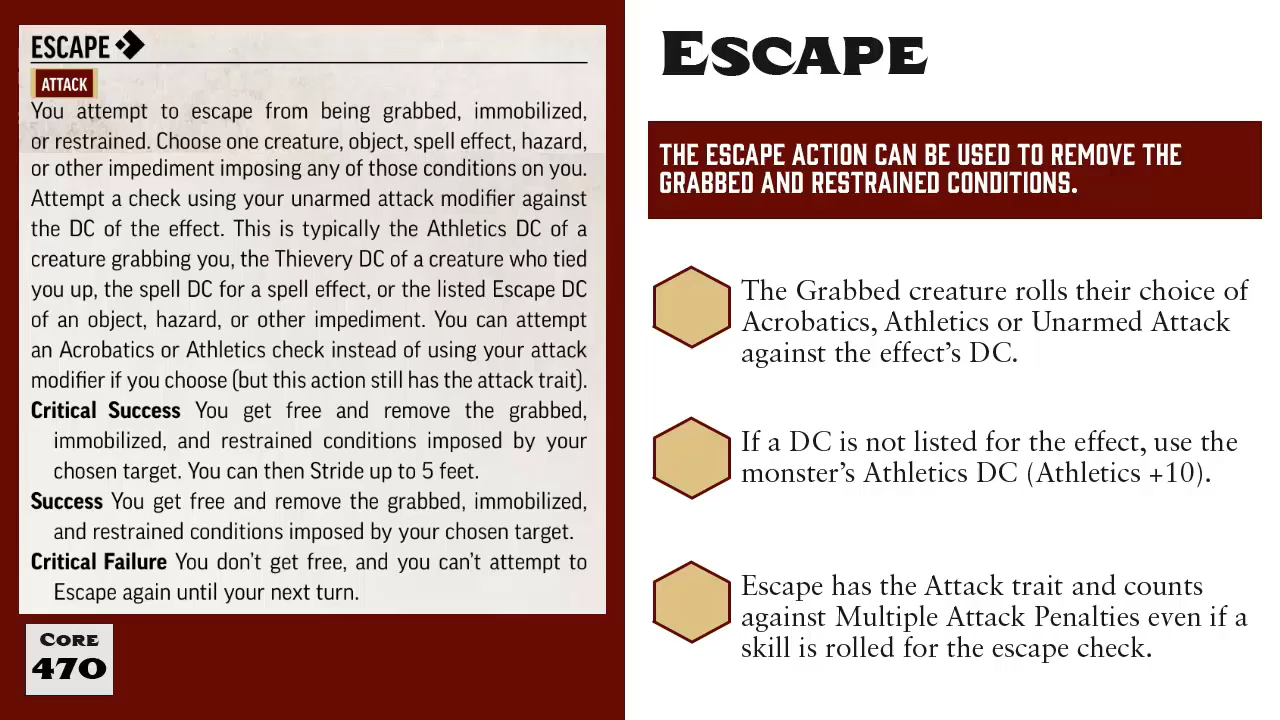 ESCAPE
ATTACK
You attempt to escape from being grabbed, immobilized,
or restrained. Choose one creature, object, spell effect, hazard,
or other impediment imposing any of those conditions on you.
Attempt a check using your unarmed attack modifier against
the DC of the effect. This is typically the Athletics DC of a
creature grabbing you, the Thievery DC of a creature who tied
you up, the spell DC for a spell effect, or the listed Escape DC
of an object, hazard, or other impediment. You can attempt
an Acrobatics or Athletics check instead of using your attack
modifier if you choose (but this action still has the attack trait).
Critical Success You get free and remove the grabbed,
immobilized, and restrained conditions imposed by your
chosen target. You can then Stride up to 5 feet.
Success You get free and remove the grabbed, immobilized,
and restrained conditions imposed by your chosen target.
Critical Failure You don't get free, and you can't attempt to
Escape again until your next turn.
CORE
470
ESCAPE
THE ESCAPE ACTION CAN BE USED TO REMOVE THE
GRABBED AND RESTRAINED CONDITIONS.
The Grabbed creature rolls their choice of
Acrobatics, Athletics or Unarmed Attack
against the effect's DC.
If a DC is not listed for the effect, use the
monster's Athletics DC (Athletics +10).
Escape has the Attack trait and counts
against Multiple Attack Penalties even if a
skill is rolled for the escape check.